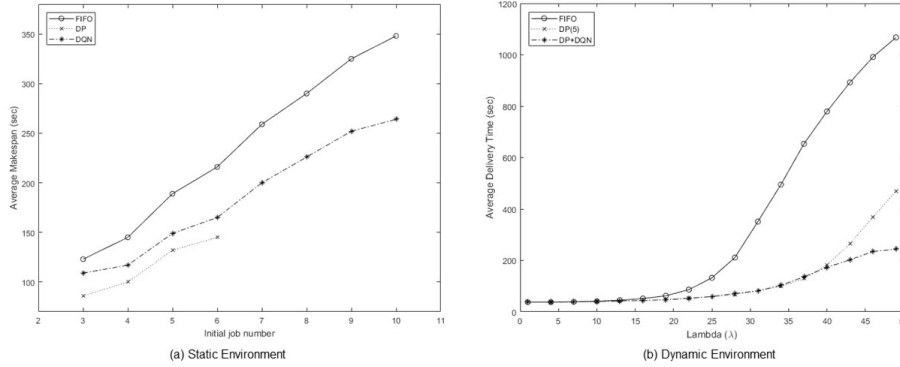 FIFO
DP
DQN
350
300
250
200
150
100
Average Makespan (sec)
2 3 4 5 6 7 8 9 10 11
Initial job number
(a) Static Environment
1200
FIFO
DP(5)
DP+DQN
1000
800
600
400
200
0
Average Delivery Time (sec)
0 5 10 15 20 25 30 35 40 45
Lambda (λ)
(b) Dynamic Environment